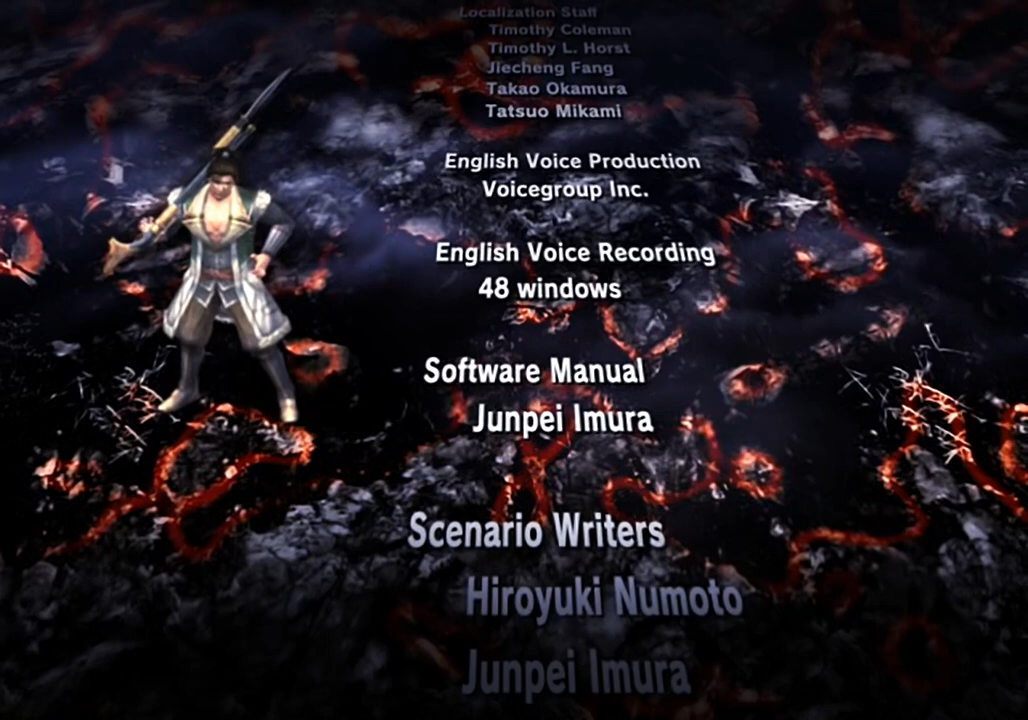 Localization Staff
Timothy Coleman
Timothy L. Horst
Jiecheng Fang
Takao Okamura
Tatsuo Mikami
English Voice Production
Voicegroup Inc.
English Voice Recording
48 windows
Software Manual
Junpei Imura
Scenario Writers
Hiroyuki Numoto
Junpei Imura